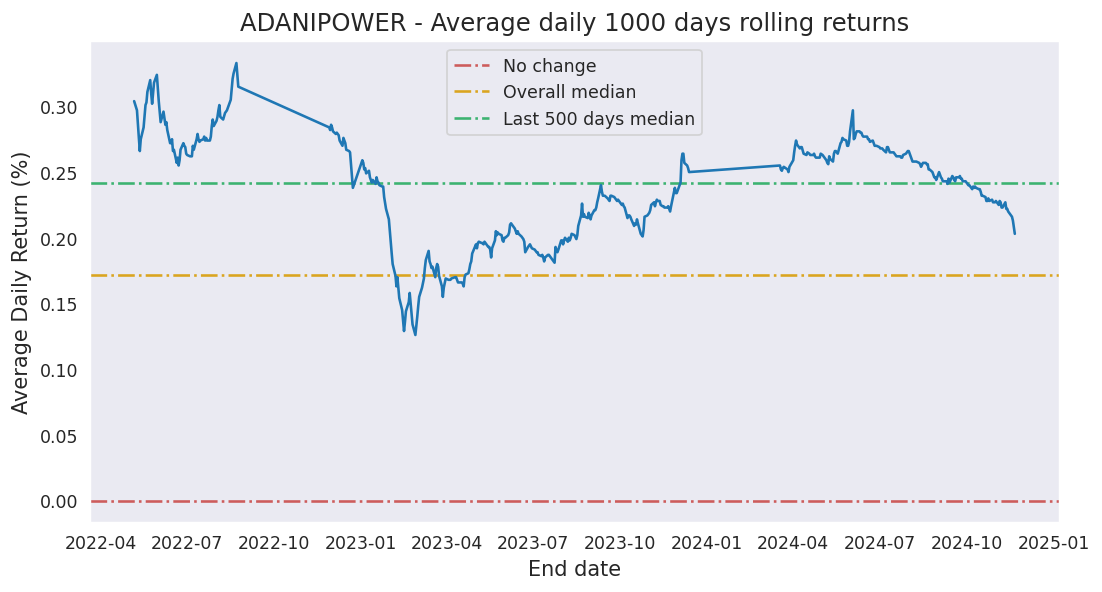 ADANIPOWER - Average daily 1000 days rolling returns
No change
Overall median
Last 500 days median
Average Daily Return (%)
0.30
0.25
0.20
0.15
0.10
0.05
0.00
2022-04 2022-07 2022-10 2023-01 2023-04 2023-07 2023-10 2024-01 2024-04 2024-07 2024-10 2025-01
End date